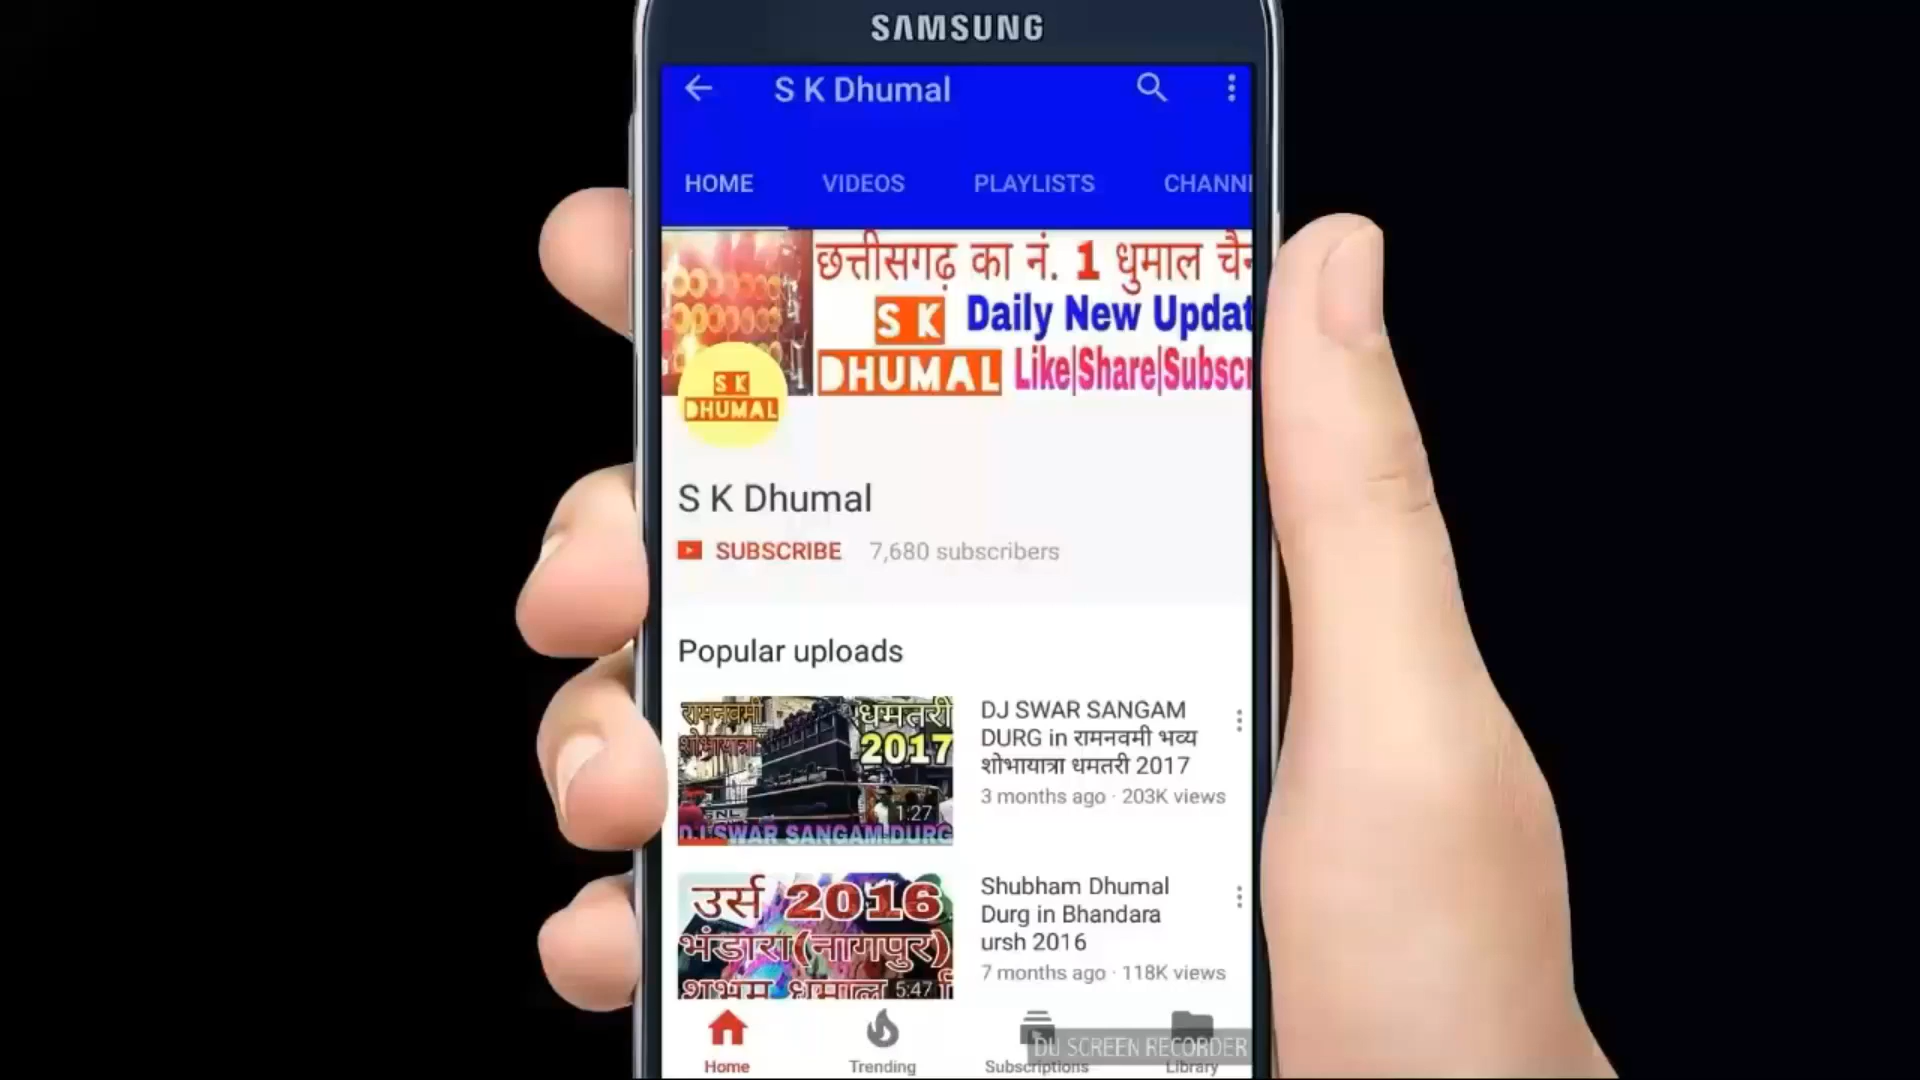 SAMSUNG
S K Dhumal
HOME VIDEOS PLAYLISTS CHANN
छत्तीसगढ़ का नं. 1 धुमाल
S K
DHUMAL
Daily New Updat
Like|Share|Subscr
S K
DHUMAL
S K Dhumal
SUBSCRIBE 7,680 subscribers
Popular uploads
रामनवमी
शोभायात्रा
धमतरी
2017
1:27
DJ SWAR SANGAM DURG
DJ SWAR SANGAM
DURG in रामनवमी भव्य
शोभायात्रा धमतरी 2017
3 months ago · 203K views
उर्स 2016
भंडारा(नागपुर)
शुभम धुमाल
5:47
Shubham Dhumal
Durg in Bhandara
ursh 2016
7 months ago · 118K views
Home Trending Subscriptions Library
DU SCREEN RECORDER